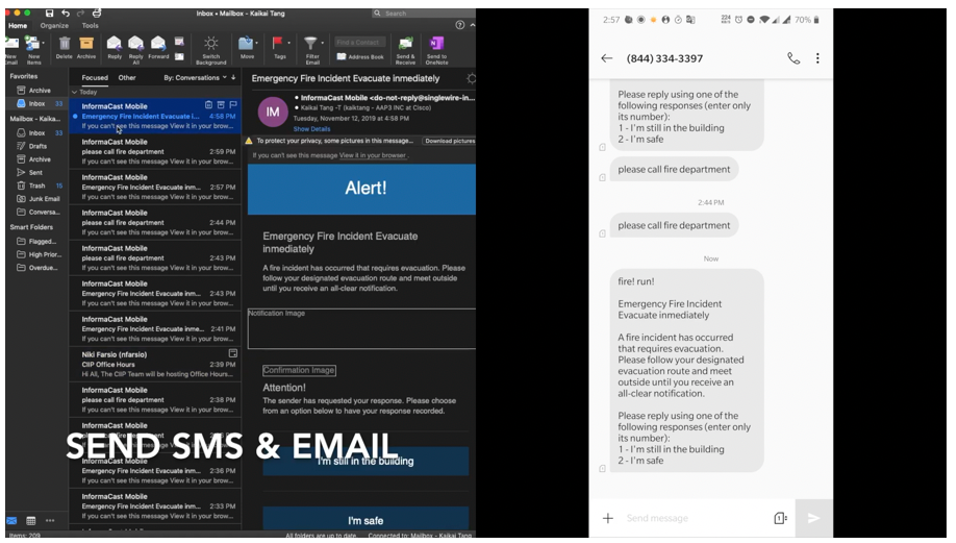 Inbox • Mailbox - Kaikai Tang
Search
Home
Organize
Tools
New Email
New Items
Delete
Archive
Reply
Reply All
Forward
Switch Background
Move
Tags
Filter Email
Find a Contact
Address Book
Send & Receive
Send to OneNote
Favorites
Archive
Inbox 33
Mailbox - Kaika...
Inbox 33
Drafts
Archive
Sent
Trash 15
Junk Email
Conversa...
Smart Folders
Flagged...
High Prior...
Overdue...
Focused
Other
By: Conversations
Today
InformaCast Mobile
Emergency Fire Incident Evacuate i... 4:58 PM
If you can't see this message View it in your brow...
InformaCast Mobile
please call fire department 2:59 PM
If you can't see this message View it in your brow...
InformaCast Mobile
Emergency Fire Incident Evacuate inm... 2:57 PM
If you can't see this message View it in your brow...
InformaCast Mobile
please call fire department 2:44 PM
If you can't see this message View it in your brow...
InformaCast Mobile
please call fire department 2:43 PM
If you can't see this message View it in your brow...
InformaCast Mobile
Emergency Fire Incident Evacuate inm... 2:43 PM
If you can't see this message View it in your brow...
InformaCast Mobile
Emergency Fire Incident Evacuate inme... 2:41 PM
If you can't see this message View it in your brow...
Niki Farsio (nfarsio)
CIIP Office Hours 2:39 PM
Hi All, The CIIP Team will be hosting Office Hours...
InformaCast Mobile
please call fire department 2:38 PM
If you can't see this message View it in your brow...
InformaCast Mobile
InformaCast Mobile
Emergency Fire Incident Evacuate inm... 2:36 PM
If you can't see this message View it in your brow...
InformaCast Mobile
Emergency Fire Incident Evacuate inm... 2:33 PM
If you can't see this message View it in your brow...
Emergency Fire Incident Evacuate immediately
IM
InformaCast Mobile <do-not-reply@singlewire-in...
Kaikai Tang -T (kaiktang - AAP3 INC at Cisco)
Tuesday, November 12, 2019 at 4:58 PM
Show Details
To protect your privacy, some pictures in this message...
Download pictures
If you can't see this message View it in your browser .
Alert!
Emergency Fire Incident Evacuate
immediately
A fire incident has occurred that requires evacuation. Please
follow your designated evacuation route and meet outside
until you receive an all-clear notification.
Notification Image
Confirmation Image
Attention!
The sender has requested your response. Please choose
from an option below to have your response recorded.
I'm still in the building
I'm safe
SEND SMS & EMAIL
Items: 209
All folders are up to date.
Connected to: Mailbox - Kaikai Tang
2:57
70%
(844) 334-3397
Please reply using one of the
following responses (enter only
its number):
1 - I'm still in the building
2 - I'm safe
please call fire department
2:44 PM
please call fire department
Now
fire! run!
Emergency Fire Incident
Evacuate inmediately
A fire incident has occurred
that requires evacuation.
Please follow your designated
evacuation route and meet
outside until you receive an
all-clear notification.
Please reply using one of the
following responses (enter only
its number):
1 - I'm still in the building
2 - I'm safe
Send message